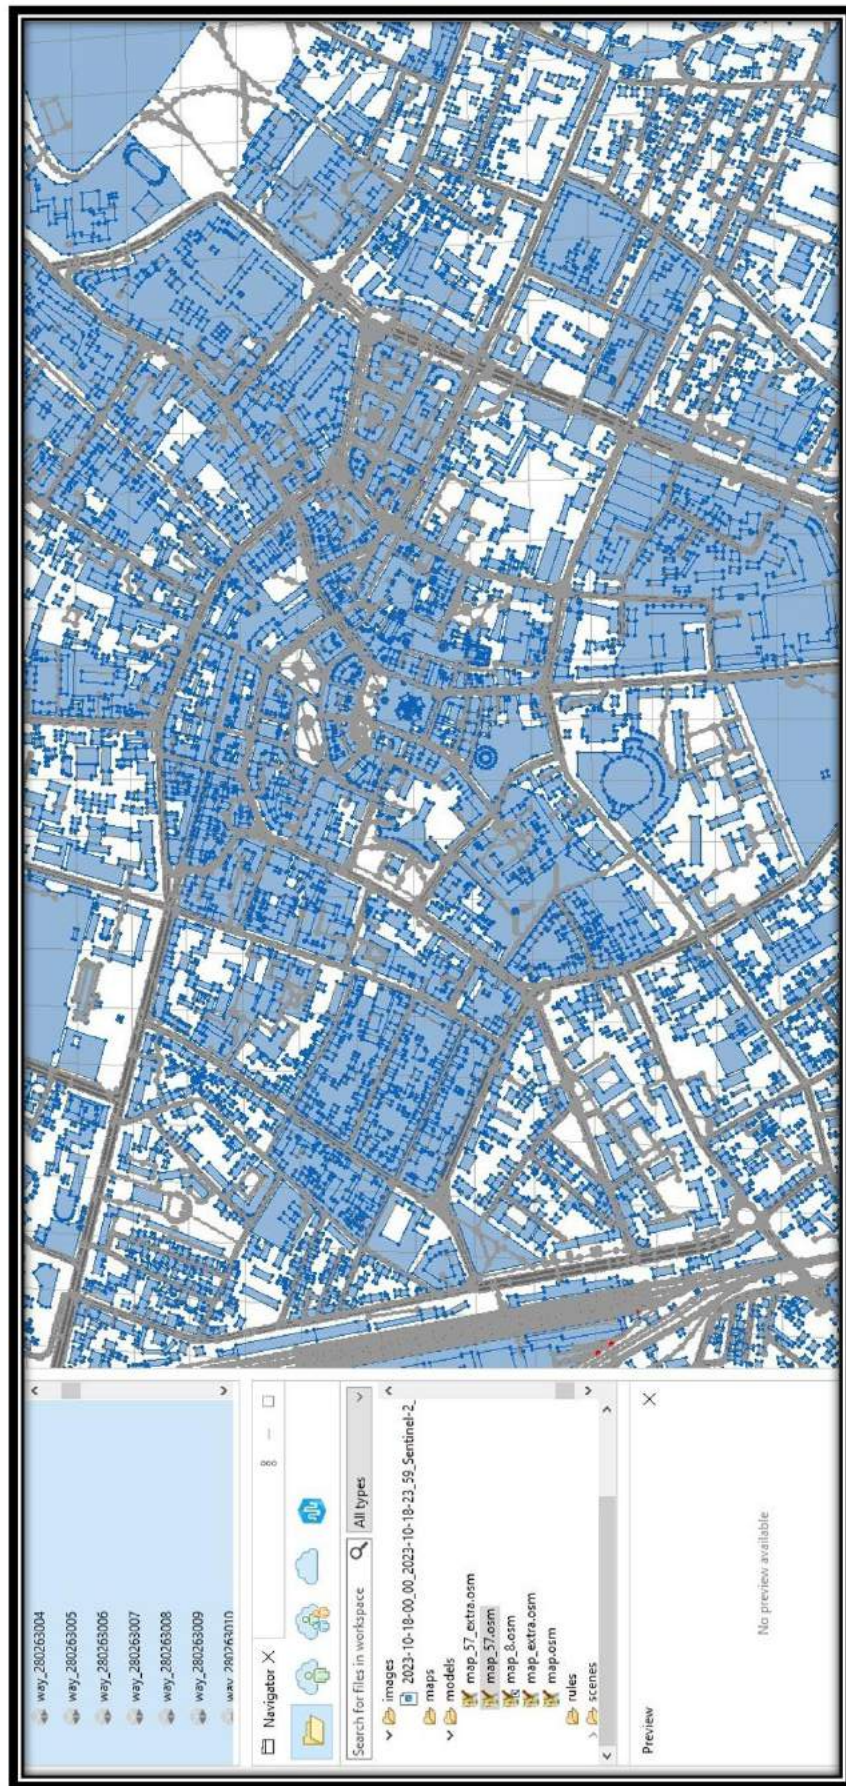 way_280263004
way_280263005
way_280263006
way_280263007
way_280263008
way_280263009
way_280263010
Navigator
Search for files in workspace
All types
images
2023-10-18-00_00_2023-10-18-23_59_Sentinel-2_
maps
models
map_57_extra.osm
map_57.osm
map_8.osm
map_extra.osm
map.osm
rules
scenes
Preview
No preview available